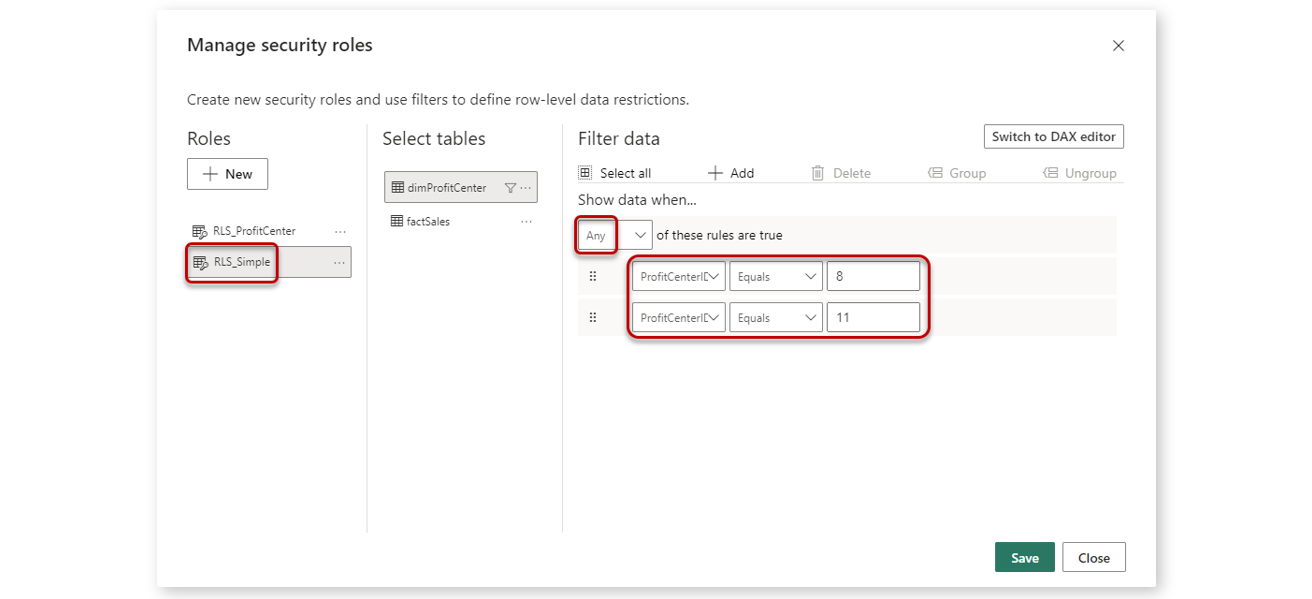 Manage security roles
Create new security roles and use filters to define row-level data restrictions.
Roles
New
RLS_ProfitCenter
RLS_Simple
Select tables
dimProfitCenter
factSales
Filter data
Switch to DAX editor
Select all
Add
Delete
Group
Ungroup
Show data when...
Any of these rules are true
ProfitCenterID Equals 8
ProfitCenterID Equals 11
Save
Close